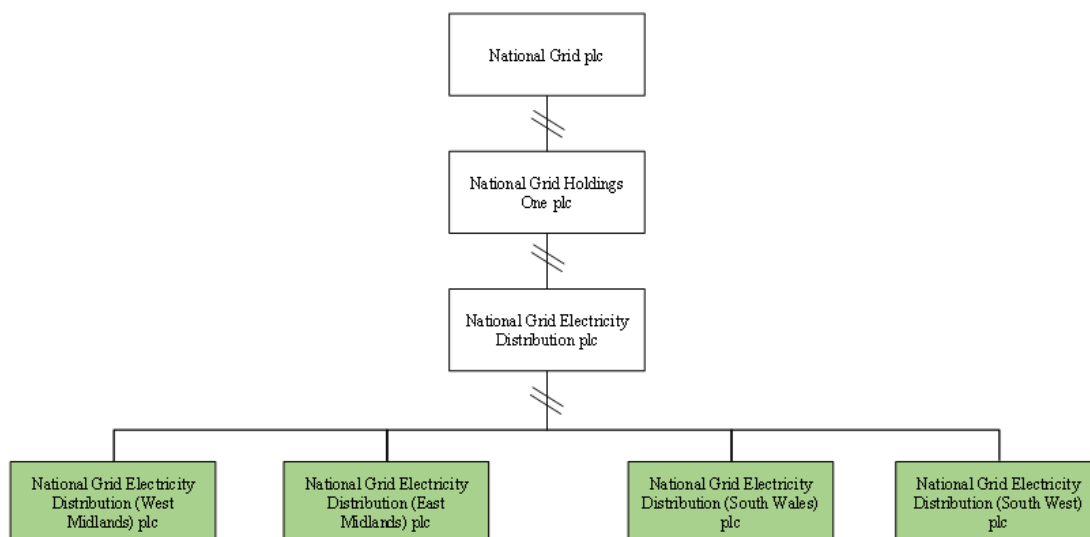 National Grid plc
National Grid Holdings
One plc
National Grid Electricity
Distribution plc
National Grid Electricity
Distribution (West
Midlands) plc
National Grid Electricity
Distribution (East
Midlands) plc
National Grid Electricity
Distribution (South Wales)
plc
National Grid Electricity
Distribution (South West)
plc